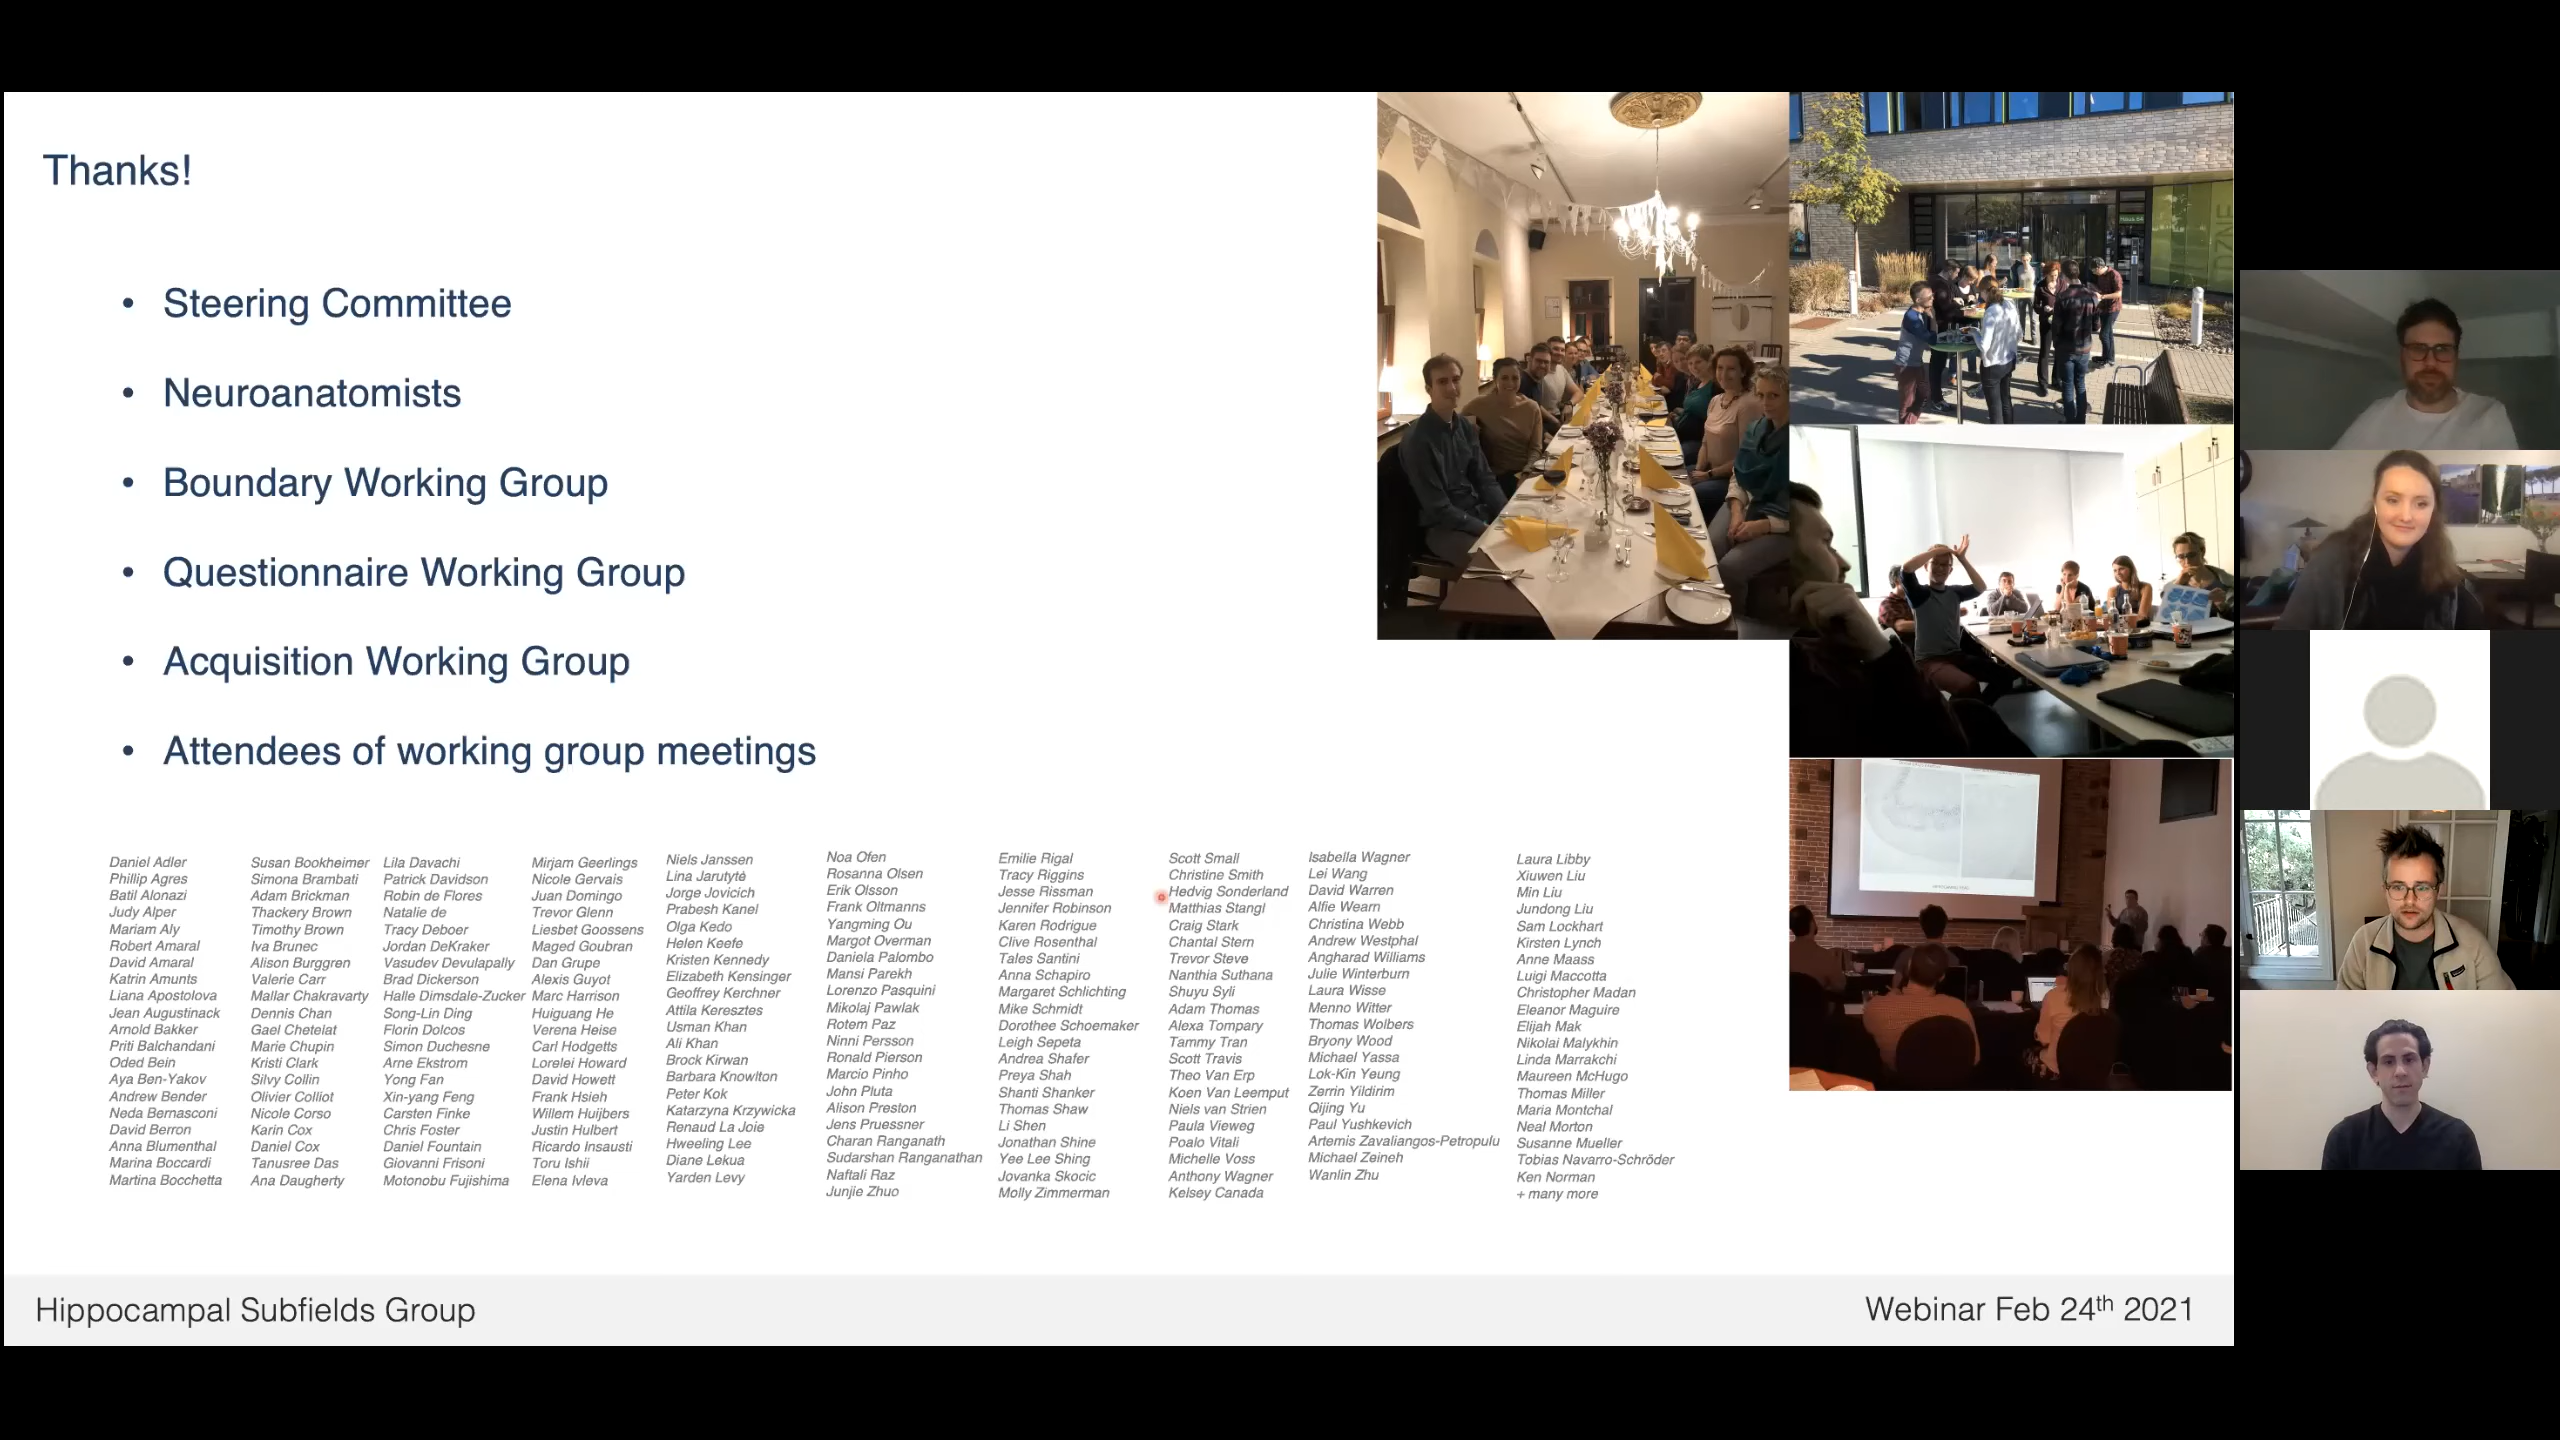 Thanks!
• Steering Committee
• Neuroanatomists
• Boundary Working Group
• Questionnaire Working Group
• Acquisition Working Group
• Attendees of working group meetings
Daniel Adler
Phillip Agres
Batil Alonazi
Judy Alper
Mariam Aly
Robert Amaral
David Amaral
Katrin Amunts
Liana Apostolova
Jean Augustinack
Arnold Bakker
Priti Balchandani
Oded Bein
Aya Ben-Yakov
Andrew Bender
Neda Bernasconi
David Berron
Anna Blumenthal
Marina Boccardi
Martina Bocchetta
Susan Bookheimer
Simona Brambati
Adam Brickman
Thackery Brown
Timothy Brown
Iva Brunec
Alison Burggren
Valerie Carr
Mallar Chakravarty
Dennis Chan
Gael Chetelat
Marie Chupin
Kristi Clark
Silvy Collin
Olivier Colliot
Nicole Corso
Karin Cox
Daniel Cox
Tanusree Das
Ana Daugherty
Lila Davachi
Patrick Davidson
Robin de Flores
Natalie de
Tracy Deboer
Jordan DeKraker
Vasudev Devulapally
Brad Dickerson
Halle Dimsdale-Zucker
Song-Lin Ding
Florin Dolcos
Simon Duchesne
Arne Ekstrom
Yong Fan
Xin-yang Feng
Carsten Finke
Chris Foster
Daniel Fountain
Giovanni Frisoni
Motonobu Fujishima
Mirjam Geerlings
Nicole Gervais
Juan Domingo
Trevor Glenn
Liesbet Goossens
Maged Goubran
Dan Grupe
Alexis Guyot
Marc Harrison
Huiguang He
Verena Heise
Carl Hodgetts
Lorelei Howard
David Howett
Frank Hsieh
Willem Huijbers
Justin Hulbert
Ricardo Insausti
Toru Ishii
Elena Ivleva
Niels Janssen
Lina Jarutytė
Jorge Jovicich
Prabesh Kanel
Olga Kedo
Helen Keefe
Kristen Kennedy
Elizabeth Kensinger
Geoffrey Kerchner
Attila Keresztes
Usman Khan
Ali Khan
Brock Kirwan
Barbara Knowlton
Peter Kok
Katarzyna Krzywicka
Renaud La Joie
Hweeling Lee
Diane Lekua
Yarden Levy
Noa Ofen
Rosanna Olsen
Erik Olsson
Frank Oltmanns
Yangming Ou
Margot Overman
Daniela Palombo
Mansi Parekh
Lorenzo Pasquini
Mikolaj Pawlak
Rotem Paz
Ninni Persson
Ronald Pierson
Marcio Pinho
John Pluta
Alison Preston
Jens Pruessner
Charan Ranganath
Sudarshan Ranganathan
Naftali Raz
Junjie Zhuo
Emilie Rigal
Tracy Riggins
Jesse Rissman
Jennifer Robinson
Karen Rodrigue
Clive Rosenthal
Tales Santini
Anna Schapiro
Margaret Schlichting
Mike Schmidt
Dorothee Schoemaker
Leigh Sepeta
Andrea Shafer
Preya Shah
Shanti Shanker
Thomas Shaw
Li Shen
Jonathan Shine
Yee Lee Shing
Jovanka Skocic
Molly Zimmerman
Scott Small
Christine Smith
Hedvig Sonderland
Matthias Stangl
Craig Stark
Chantal Stern
Trevor Steve
Nanthia Suthana
Shuyu Syli
Adam Thomas
Alexa Tompary
Tammy Tran
Scott Travis
Theo Van Erp
Koen Van Leemput
Niels van Strien
Paula Vieweg
Poalo Vitali
Michelle Voss
Anthony Wagner
Kelsey Canada
Isabella Wagner
Lei Wang
David Warren
Alfie Wearn
Christina Webb
Andrew Westphal
Angharad Williams
Julie Winterburn
Laura Wisse
Menno Witter
Thomas Wolbers
Bryony Wood
Michael Yassa
Lok-Kin Yeung
Zerrin Yildirim
Qijing Yu
Paul Yushkevich
Artemis Zavaliangos-Petropulu
Michael Zeineh
Wanlin Zhu
Laura Libby
Xiuwen Liu
Min Liu
Jundong Liu
Sam Lockhart
Kirsten Lynch
Anne Maass
Luigi Maccotta
Christopher Madan
Eleanor Maguire
Elijah Mak
Nikolai Malykhin
Linda Marrakchi
Maureen McHugo
Thomas Miller
Maria Montchal
Neal Morton
Susanne Mueller
Tobias Navarro-Schröder
Ken Norman
+ many more
DZNE
Hippocampal Subfields Group
Webinar Feb 24th 2021